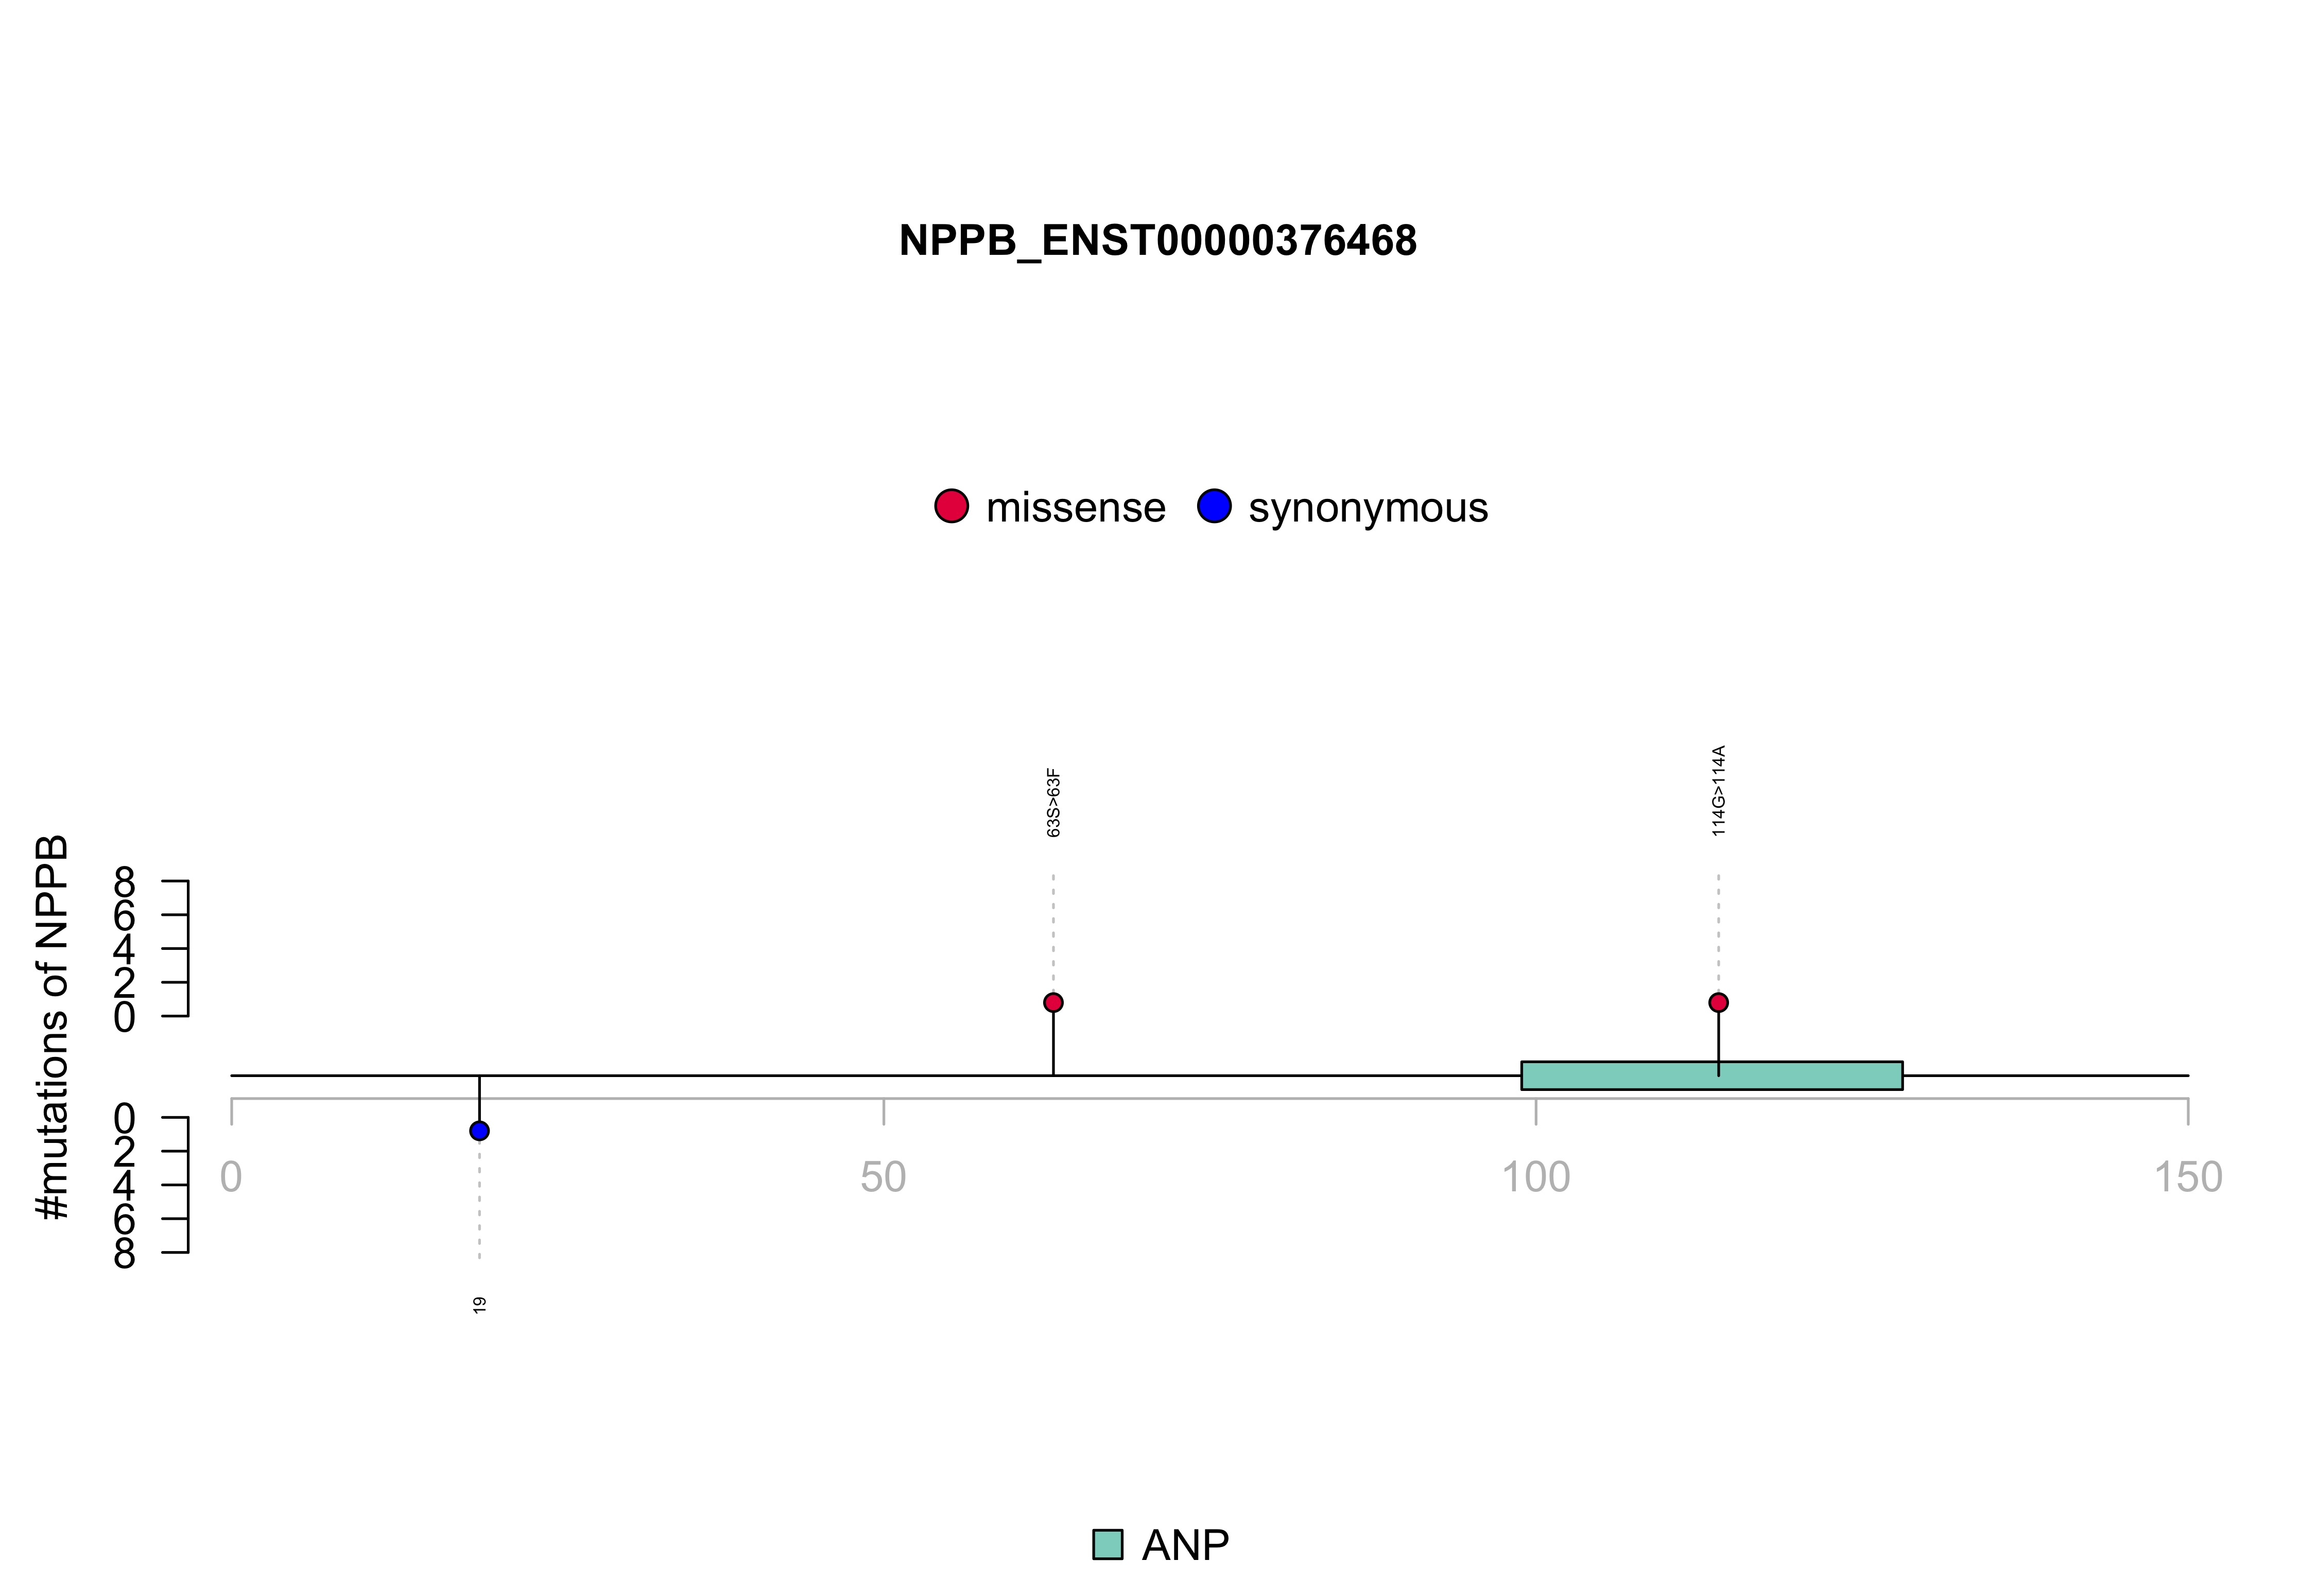 NPPB_ENST00000376468
missense synonymous
63S>63F
114G>114A
#mutations of NPPB
8
6
4
2
0
0
2
4
6
8
0 50 100 150
19
ANP